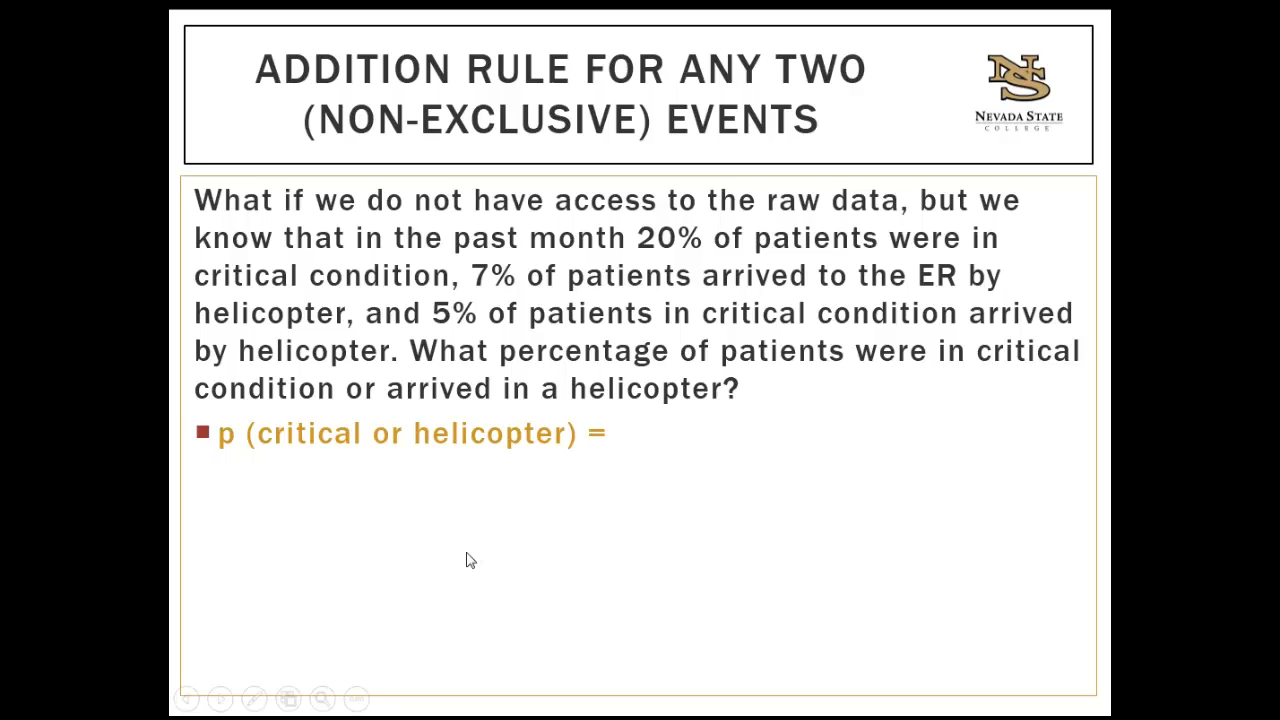 ADDITION RULE FOR ANY TWO
(NON-EXCLUSIVE) EVENTS
NEVADA STATE
COLLEGE
What if we do not have access to the raw data, but we
know that in the past month 20% of patients were in
critical condition, 7% of patients arrived to the ER by
helicopter, and 5% of patients in critical condition arrived
by helicopter. What percentage of patients were in critical
condition or arrived in a helicopter?
p (critical or helicopter) =